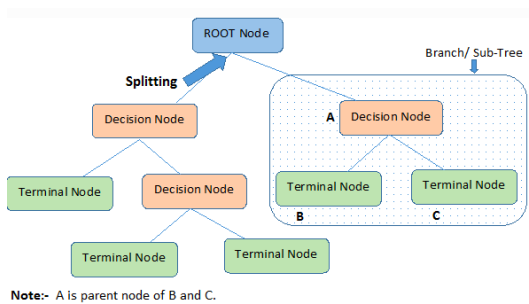 ROOT Node
Branch/ Sub-Tree
Splitting
A
Decision Node
Decision Node
Terminal Node
Decision Node
Terminal Node
Terminal Node
B
C
Terminal Node
Terminal Node
Note:- A is parent node of B and C.